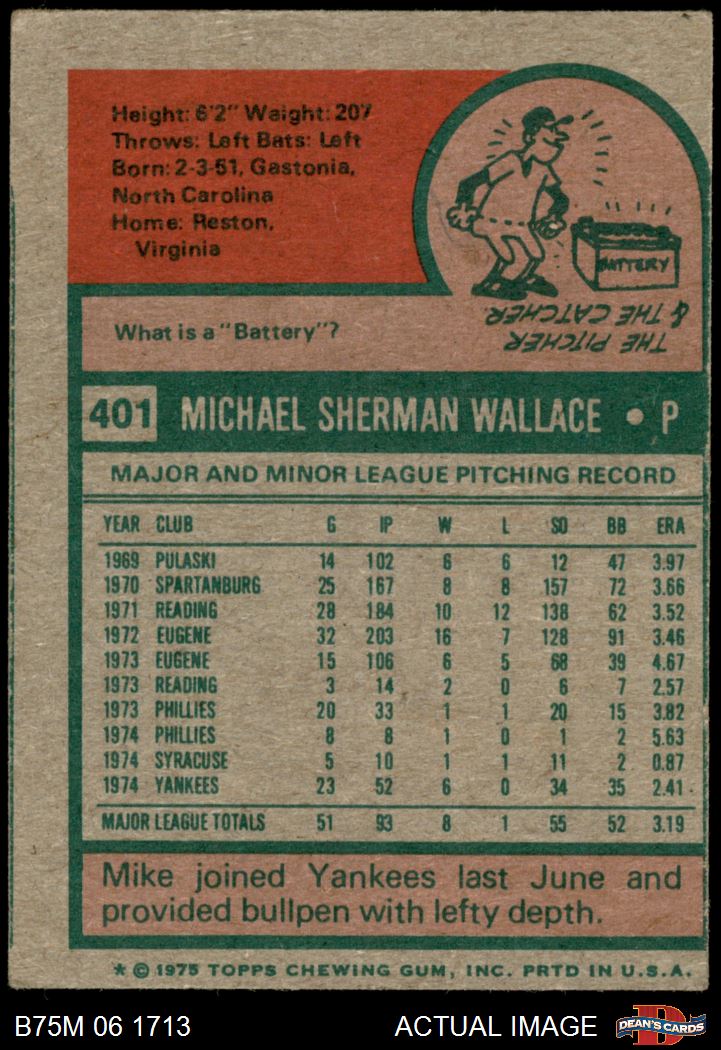 Height: 6'2" Weight: 207
Throws: Left Bats: Left
Born: 2-3-51, Gastonia,
North Carolina
Home: Reston,
Virginia
BATTERY
What is a "Battery"?
THE PITCHER
& THE CATCHER
401 MICHAEL SHERMAN WALLACE • P
MAJOR AND MINOR LEAGUE PITCHING RECORD
YEAR CLUB G IP W L SO BB ERA
1969 PULASKI 14 102 6 6 12 47 3.97
1970 SPARTANBURG 25 167 8 8 157 72 3.66
1971 READING 28 184 10 12 138 62 3.52
1972 EUGENE 32 203 16 7 128 91 3.46
1973 EUGENE 15 106 6 5 68 39 4.67
1973 READING 3 14 2 0 6 7 2.57
1973 PHILLIES 20 33 1 1 20 15 3.82
1974 PHILLIES 8 8 1 0 1 2 5.63
1974 SYRACUSE 5 10 1 1 11 2 0.87
1974 YANKEES 23 52 6 0 34 35 2.41
MAJOR LEAGUE TOTALS 51 93 8 1 55 52 3.19
Mike joined Yankees last June and
provided bullpen with lefty depth.
* © 1975 TOPPS CHEWING GUM, INC. PRTD IN U.S.A.
B75M 06 1713 ACTUAL IMAGE DEAN'S CARDS